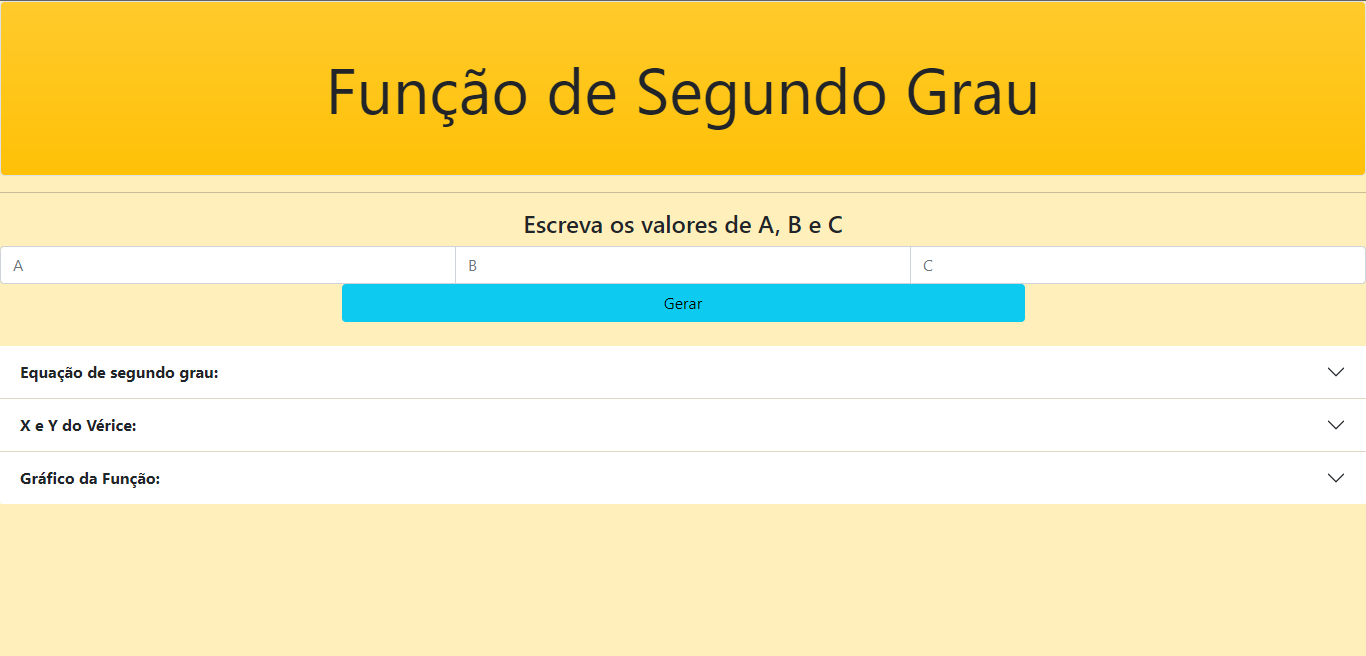 Função de Segundo Grau
Escreva os valores de A, B e C
A B C
Gerar
Equação de segundo grau:
X e Y do Vérice:
Gráfico da Função: